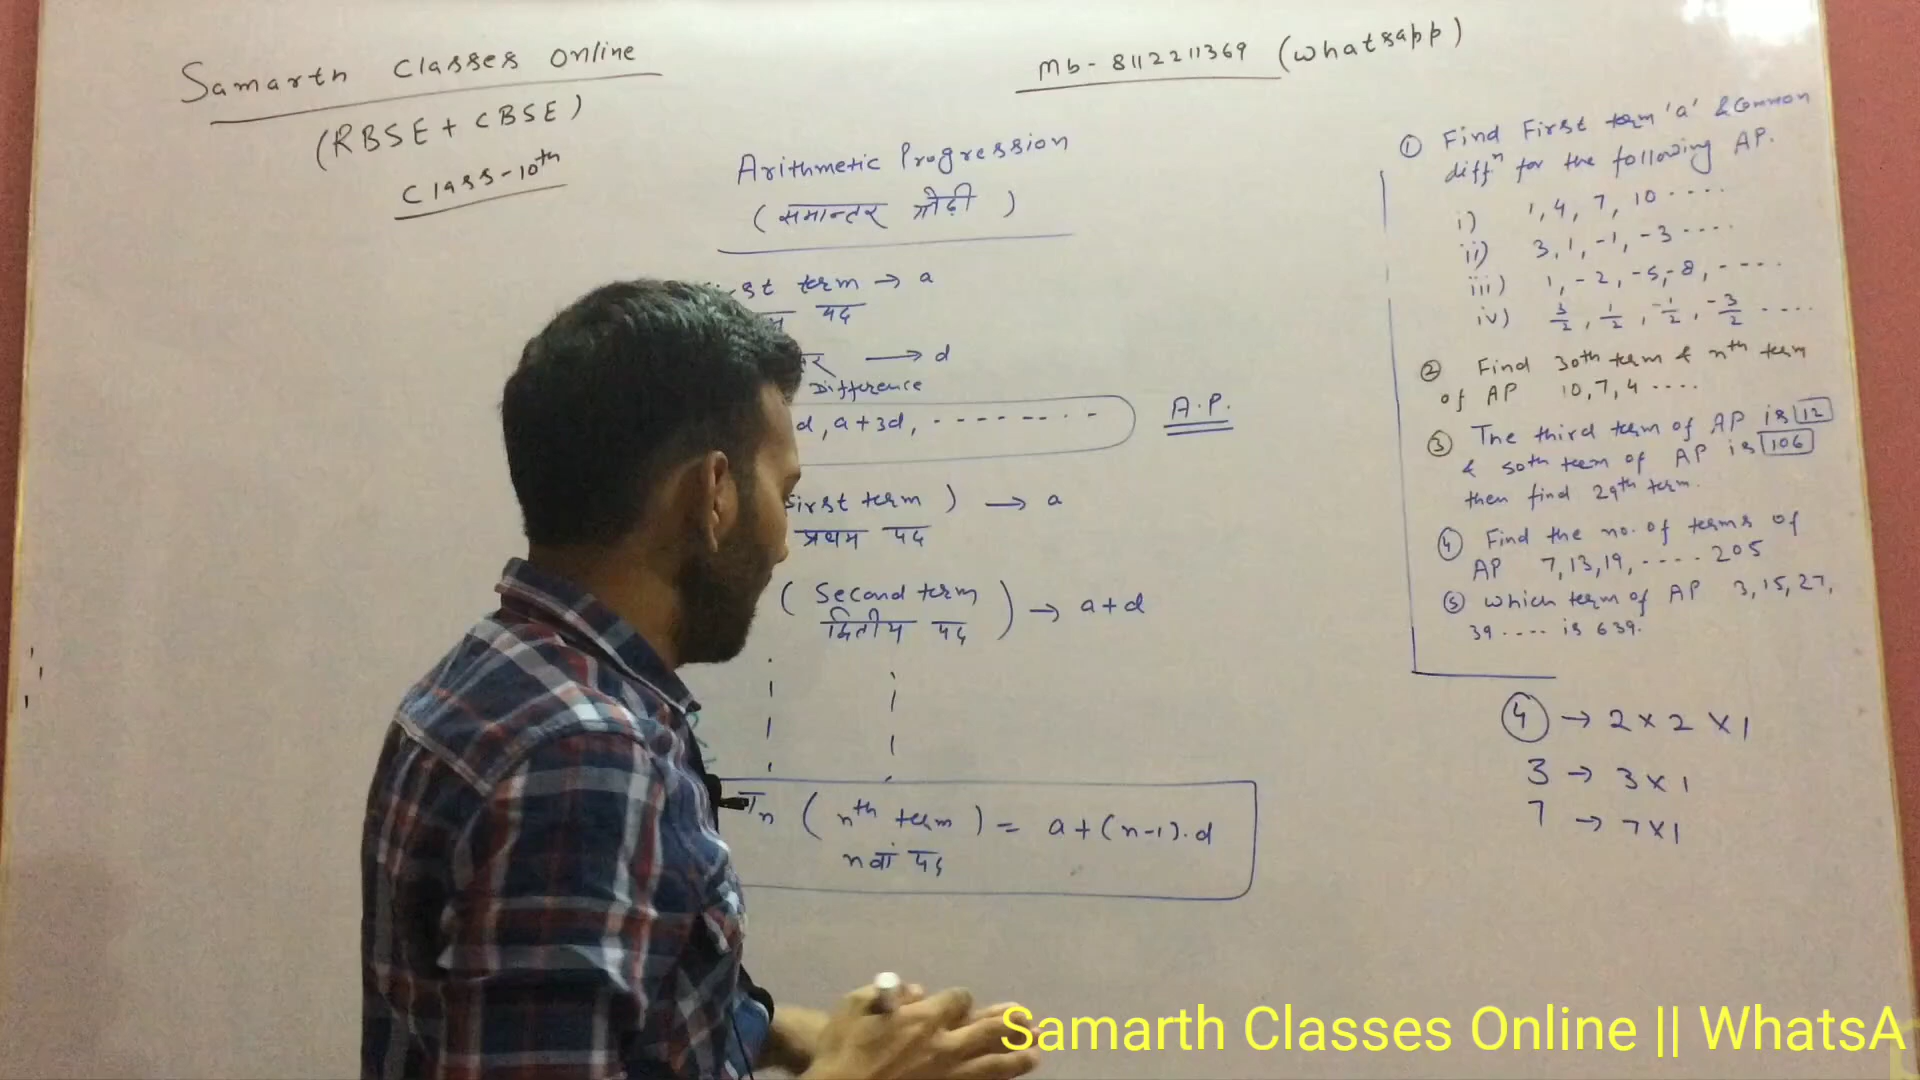 Samarth Classes Online
(RBSE + CBSE)
Class-10th
Mb- 8112211369 (Whatsapp)
Arithmetic Progression
(समान्तर श्रेढ़ी)
term → a
पद
→ d
Difference
d, a+3d, --------
A.P.
First term ) → a
प्रथम पद
( Second term ) → a+d
द्वितीय पद
Tn ( nth term ) = a+(n-1).d
nवां पद
① Find First term 'a' & Common
diffn for the following AP.
i) 1, 4, 7, 10 .....
ii) 3, 1, -1, -3 ....
iii) 1, -2, -5, -8, ----
iv) 3/2, 1/2, -1/2, -3/2 ....
② Find 30th term & nth term
of AP 10, 7, 4 ....
③ The third term of AP is 12
& 50th term of AP is 106
then find 29th term.
④ Find the no. of terms of
AP 7, 13, 19, ..... 205
⑤ Which term of AP 3, 15, 27,
39 .... is 639.
④ → 2 × 2 × 1
3 → 3 × 1
7 → 7 × 1
Samarth Classes Online || WhatsA